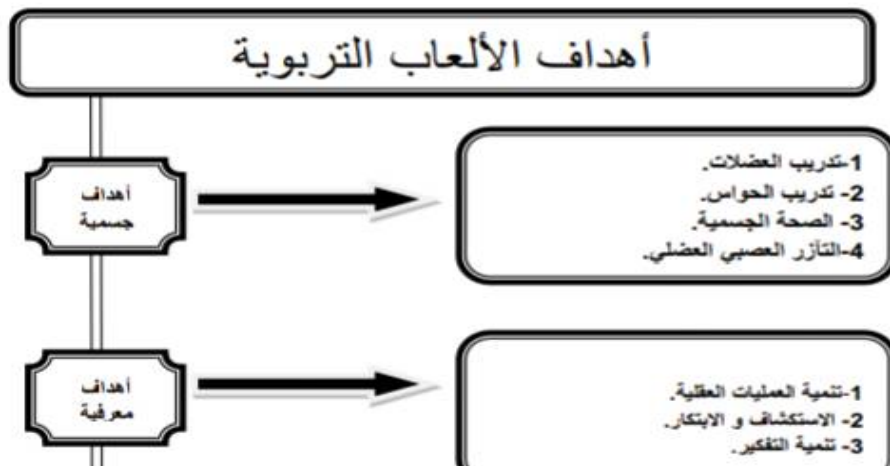 أهداف الألعاب التربوية
أهداف
جسمية
1-تدريب العضلات.
2- تدريب الحواس.
3- الصحة الجسمية.
4-التآزر العصبي العضلي.
أهداف
معرفية
1-تنمية العمليات العقلية.
2- الاستكشاف و الابتكار.
3- تنمية التفكير.